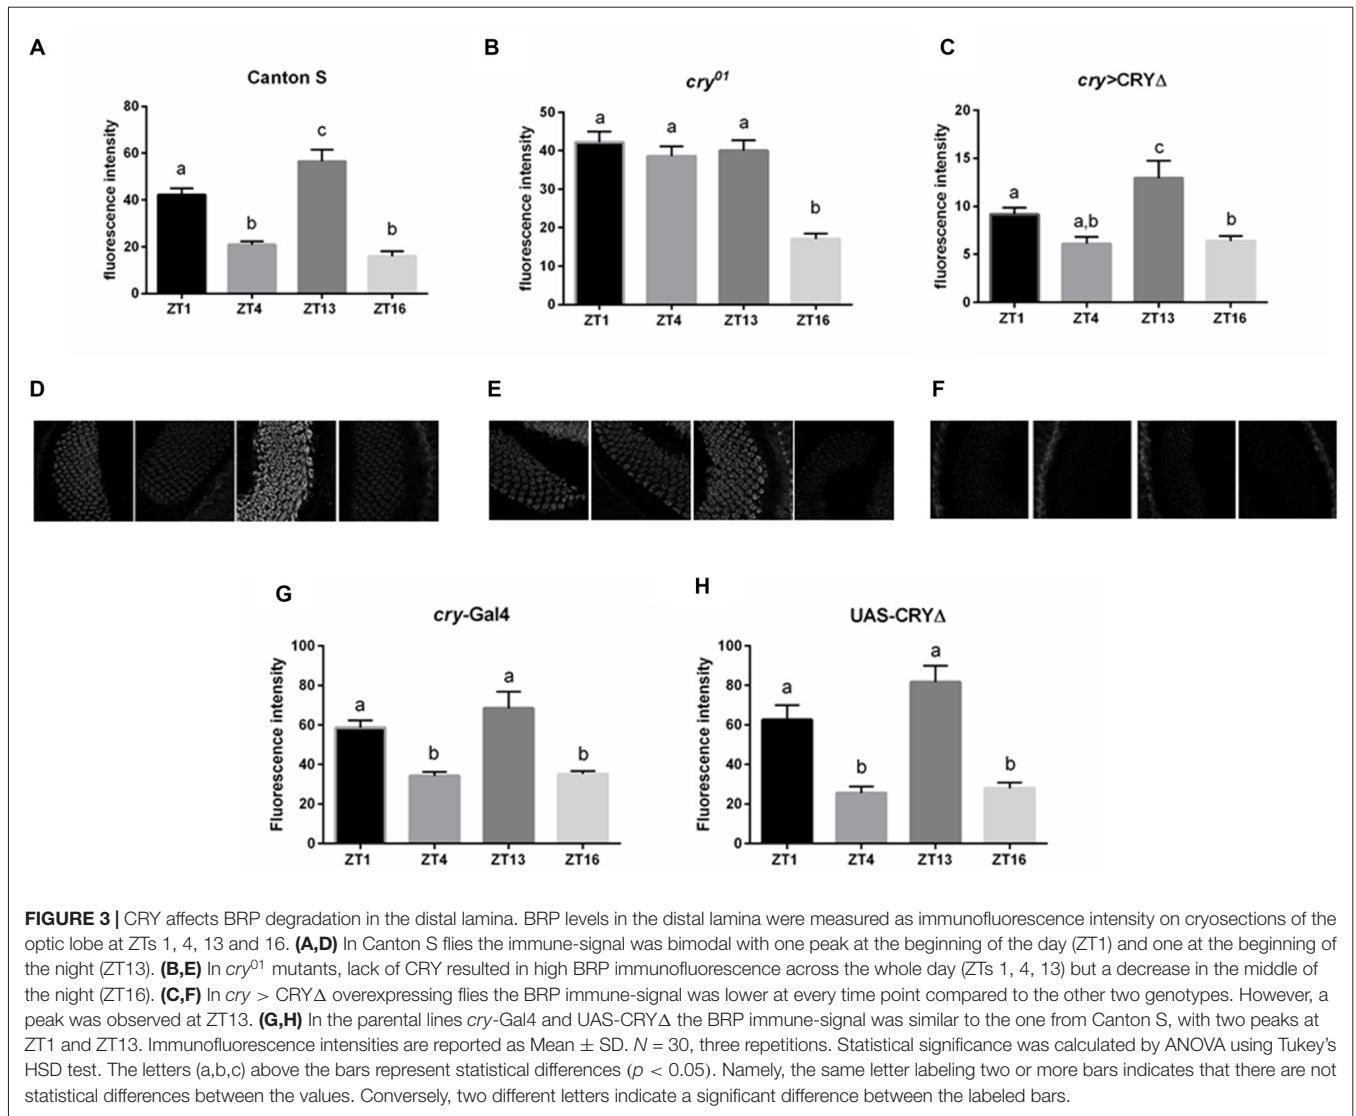 A
Canton S
fluorescence intensity
80
60
40
20
0
a
b
c
b
ZT1 ZT4 ZT13 ZT16
B
cry01
fluorescence intensity
50
40
30
20
10
0
a
a
a
b
ZT1 ZT4 ZT13 ZT16
C
cry>CRYΔ
fluorescence intensity
20
15
10
5
0
a
a,b
c
b
ZT1 ZT4 ZT13 ZT16
D
E
F
G
cry-Gal4
Fluorescence intensity
100
80
60
40
20
0
a
b
a
b
ZT1 ZT4 ZT13 ZT16
H
UAS-CRYΔ
Fluorescence intensity
100
80
60
40
20
0
a
b
a
b
ZT1 ZT4 ZT13 ZT16
FIGURE 3 | CRY affects BRP degradation in the distal lamina. BRP levels in the distal lamina were measured as immunofluorescence intensity on cryosections of the
optic lobe at ZTs 1, 4, 13 and 16. (A,D) In Canton S flies the immune-signal was bimodal with one peak at the beginning of the day (ZT1) and one at the beginning of
the night (ZT13). (B,E) In cry01 mutants, lack of CRY resulted in high BRP immunofluorescence across the whole day (ZTs 1, 4, 13) but a decrease in the middle of
the night (ZT16). (C,F) In cry > CRYΔ overexpressing flies the BRP immune-signal was lower at every time point compared to the other two genotypes. However, a
peak was observed at ZT13. (G,H) In the parental lines cry-Gal4 and UAS-CRYΔ the BRP immune-signal was similar to the one from Canton S, with two peaks at
ZT1 and ZT13. Immunofluorescence intensities are reported as Mean ± SD. N = 30, three repetitions. Statistical significance was calculated by ANOVA using Tukey's
HSD test. The letters (a,b,c) above the bars represent statistical differences (p < 0.05). Namely, the same letter labeling two or more bars indicates that there are not
statistical differences between the values. Conversely, two different letters indicate a significant difference between the labeled bars.